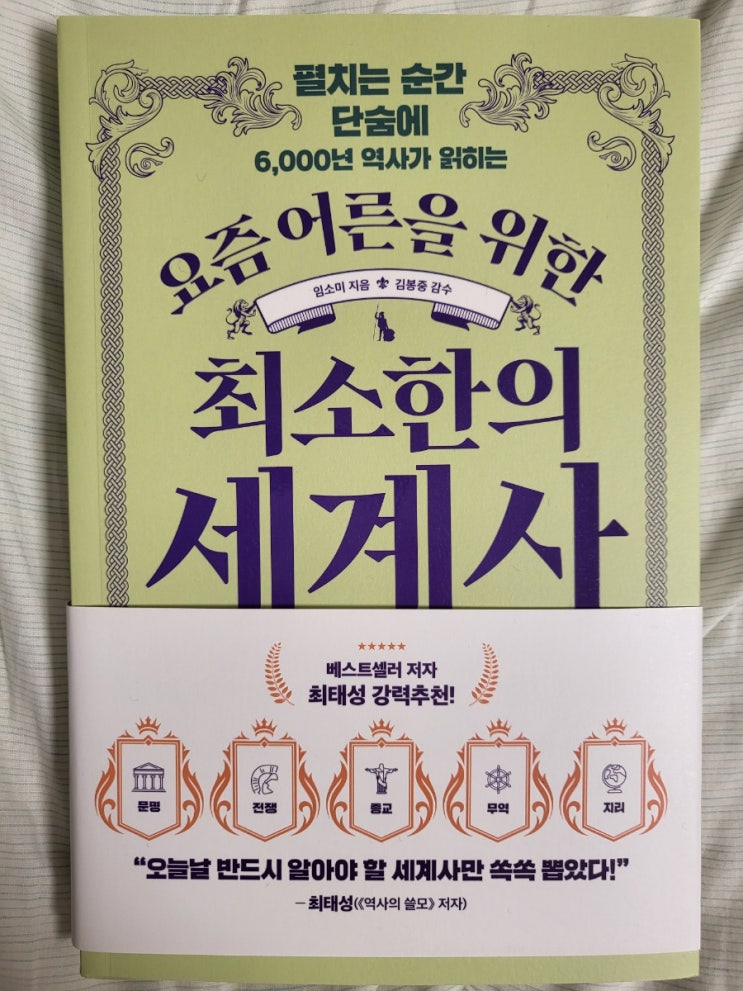 펼치는 순간
단숨에
6,000년 역사가 읽히는
요즘 어른을 위한
임소미 지음 김봉중 감수
최소한의
세계사
베스트셀러 저자
최태성 강력추천!
문명 전쟁 종교 무역 지리
“오늘날 반드시 알아야 할 세계사만 쏙쏙 뽑았다!”
— 최태성(《역사의 쓸모》 저자)